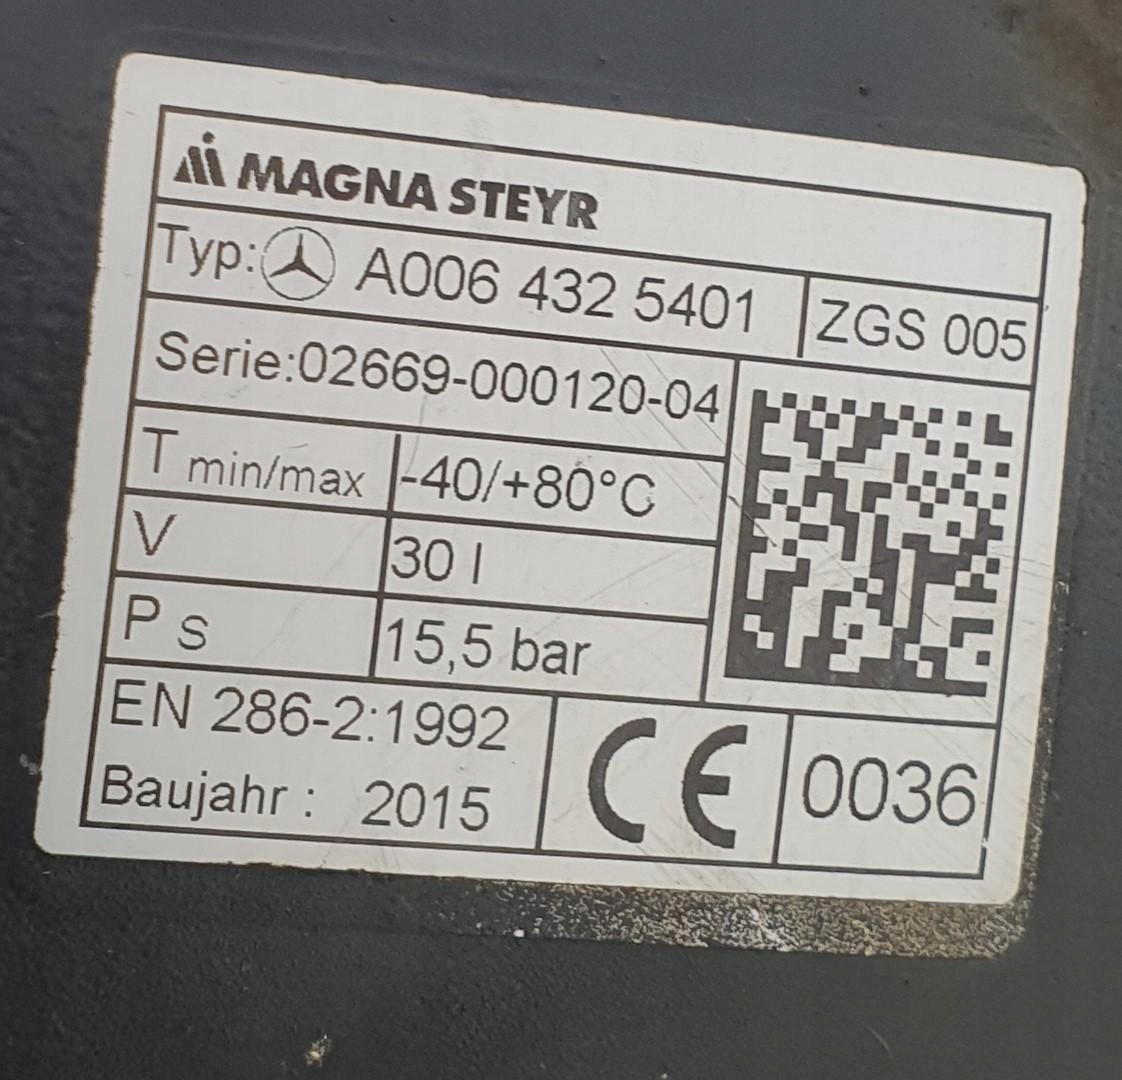 MAGNA STEYR
Typ: A006 432 5401 ZGS 005
Serie:02669-000120-04
T min/max -40/+80°C
V 30 l
P s 15,5 bar
EN 286-2:1992
Baujahr : 2015
CE 0036